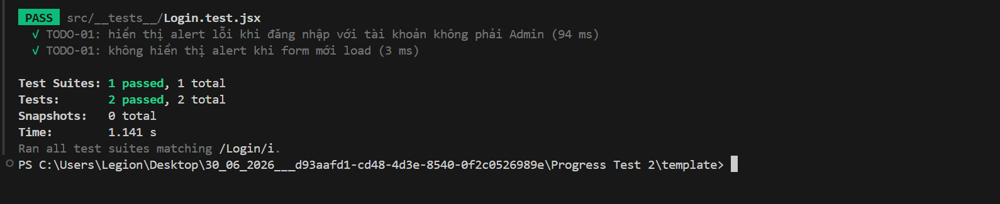 PASS src/__tests__/Login.test.jsx
√ TODO-01: hiển thị alert lỗi khi đăng nhập với tài khoản không phải Admin (94 ms)
√ TODO-01: không hiển thị alert khi form mới load (3 ms)
Test Suites: 1 passed, 1 total
Tests: 2 passed, 2 total
Snapshots: 0 total
Time: 1.141 s
Ran all test suites matching /Login/i.
PS C:\Users\Legion\Desktop\30_06_2026___d93aafd1-cd48-4d3e-8540-0f2c0526989e\Progress Test 2\template>